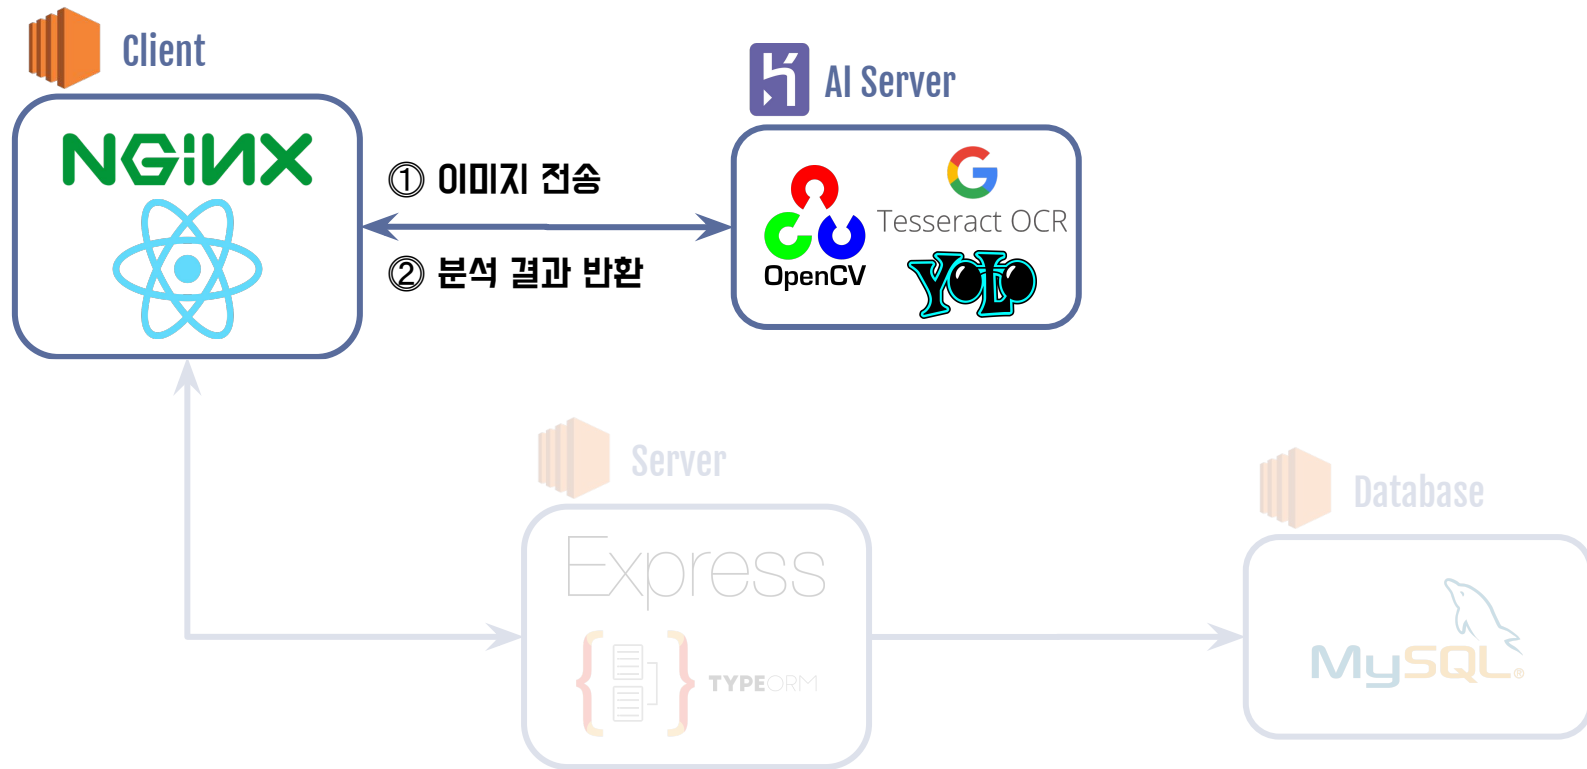 Client
NGINX
AI Server
① 이미지 전송
② 분석 결과 반환
OpenCV
Tesseract OCR
YOLO
Server
Express
TYPEORM
Database
MySQL®